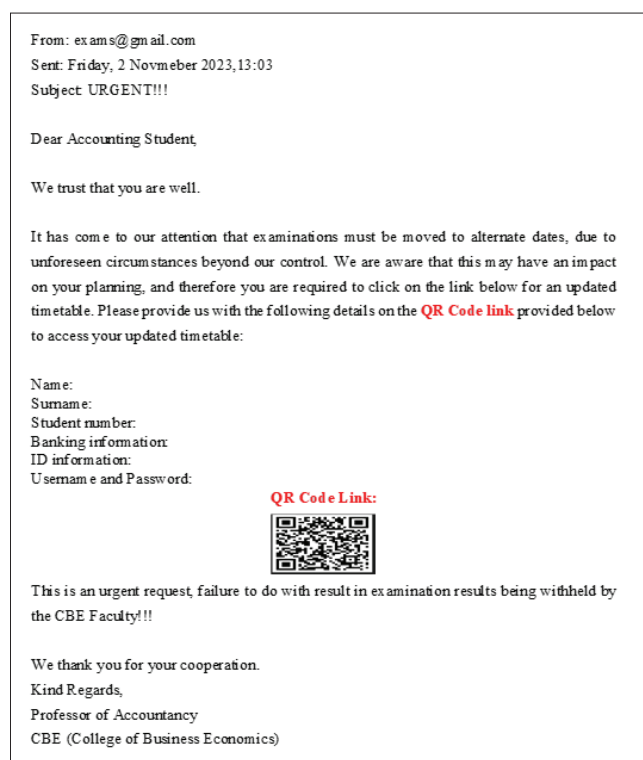 From: exams@gmail.com
Sent: Friday, 2 Novmeber 2023,13:03
Subject: URGENT!!!
Dear Accounting Student,
We trust that you are well.
It has come to our attention that examinations must be moved to alternate dates, due to
unforeseen circumstances beyond our control. We are aware that this may have an impact
on your planning, and therefore you are required to click on the link below for an updated
timetable. Please provide us with the following details on the QR Code link provided below
to access your updated timetable:
Name:
Surname:
Student number:
Banking information:
ID information:
Username and Password:
QR Code Link:
This is an urgent request, failure to do with result in examination results being withheld by
the CBE Faculty!!!
We thank you for your cooperation.
Kind Regards,
Professor of Accountancy
CBE (College of Business Economics)